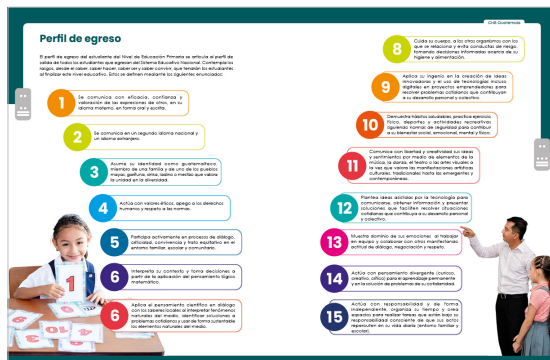 CNB Guatemala
Perfil de egreso
El perfil de egreso del estudiante del Nivel de Educación Primaria se articula al perfil de
salida de todos los estudiantes que egresan del Sistema Educativo Nacional. Contempla los
rasgos, desde el saber, saber hacer, saber ser y saber convivir, que tendrán los estudiantes
al finalizar este nivel educativo. Estos se definen mediante los siguientes enunciados:
1
Se comunica con eficacia, confianza y
valoración de las expresiones de otros, en su
idioma materno, en forma oral y escrita.
2
Se comunica en un segundo idioma nacional y
un idioma extranjero.
3
Asume su identidad como guatemalteco,
miembro de una familia y de uno de los pueblos
mayas, garífuna, xinka, ladino o mestizo que valora
la unidad en la diversidad.
4
Actúa con valores éticos, apego a los derechos
humanos y respeto a las normas.
5
Participa activamente en procesos de diálogo,
criticidad, convivencia y trato equitativo en el
entorno familiar, escolar y comunitario.
6
Interpreta su contexto y toma decisiones a
partir de la aplicación del pensamiento lógico
matemático.
6
Aplica el pensamiento científico en diálogo
con los saberes locales al interpretar fenómenos
naturales del medio, identificar soluciones a
problemas cotidianos y usar de forma sustentable
los elementos naturales del medio.
8
Cuida su cuerpo, a los otros organismos con los
que se relaciona y evita conductas de riesgo,
tomando decisiones informadas acerca de su
higiene y alimentación.
9
Aplica su ingenio en la creación de ideas
innovadoras y el uso de tecnologías incluso
digitales en proyectos emprendedores para
resolver problemas cotidianos que contribuyan
a su desarrollo personal y colectivo.
10
Demuestra hábitos saludables, practica ejercicio
físico, deportes y actividades recreativas
siguiendo normas de seguridad para contribuir
a su bienestar social, emocional, mental y físico.
11
Comunica con libertad y creatividad sus ideas
y sentimientos por medio de elementos de la
música, la danza, el teatro o las artes visuales a
la vez que valora las manifestaciones artísticas
culturales, tradicionales hasta las emergentes y
contemporáneas.
12
Plantea ideas asistidas por la tecnología para
comunicarse, obtener información y presentar
soluciones que faciliten resolver situaciones
cotidianas que contribuya a su desarrollo personal
y colectivo.
13
Muestra dominio de sus emociones al trabajar
en equipo y colaborar con otros manifestando
actitud de diálogo, negociación y respeto.
14
Actúa con pensamiento divergente (curioso,
creativo, crítico) para el aprendizaje permanente
y en la solución de problemas de su cotidianidad.
15
Actúa con responsabilidad y de forma
independiente, organiza su tiempo y crea
espacios para realizar tareas que están bajo su
responsabilidad consciente de que sus actos
repercuten en su vida diaria (entorno familiar y
escolar).
1
10